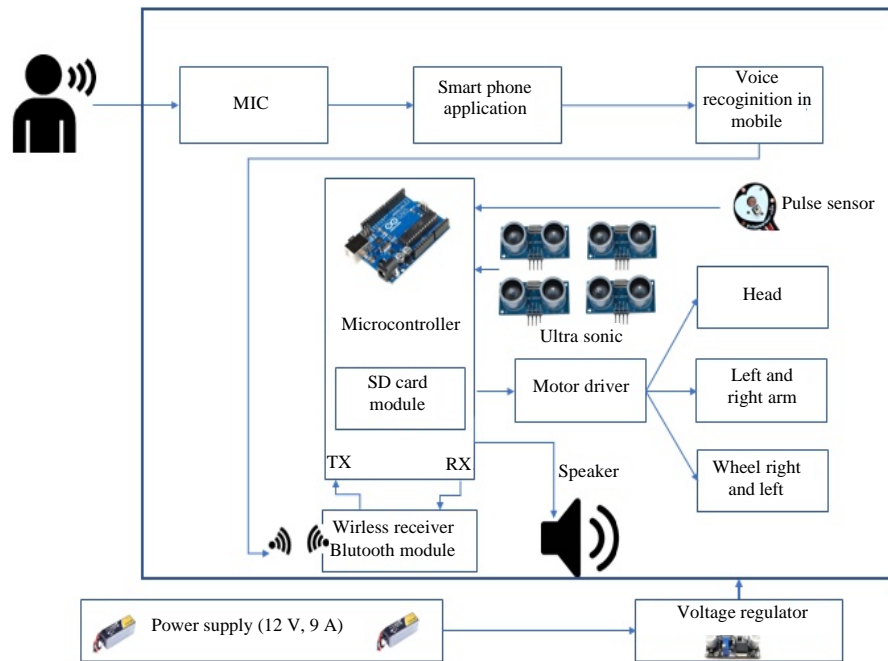 MIC
Smart phone
application
Voice
recoginition in
mobile
Pulse sensor
Microcontroller
Ultra sonic
Head
SD card
module
Motor driver
Left and
right arm
TX
RX
Speaker
Wheel right
and left
Wirless receiver
Blutooth module
Power supply (12 V, 9 A)
Voltage regulator